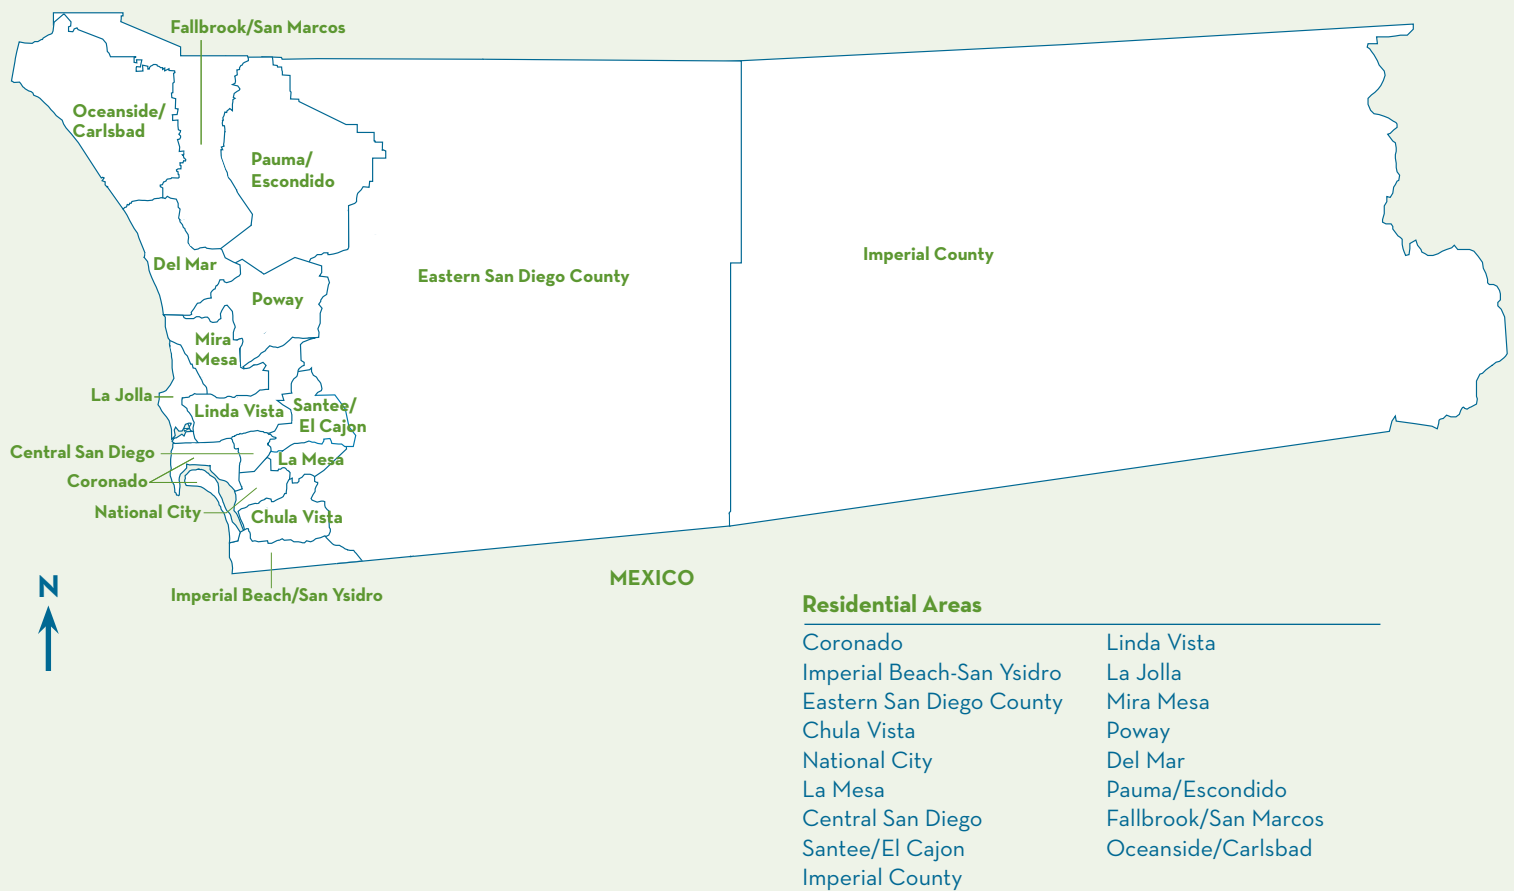 Fallbrook/San Marcos
Oceanside/
Carlsbad
Pauma/
Escondido
Del Mar
Eastern San Diego County
Imperial County
Poway
Mira
Mesa
La Jolla
Linda Vista
Santee/
El Cajon
Central San Diego
La Mesa
Coronado
National City
Chula Vista
Imperial Beach/San Ysidro
MEXICO
N
Residential Areas
Coronado
Imperial Beach-San Ysidro
Eastern San Diego County
Chula Vista
National City
La Mesa
Central San Diego
Santee/El Cajon
Imperial County
Linda Vista
La Jolla
Mira Mesa
Poway
Del Mar
Pauma/Escondido
Fallbrook/San Marcos
Oceanside/Carlsbad